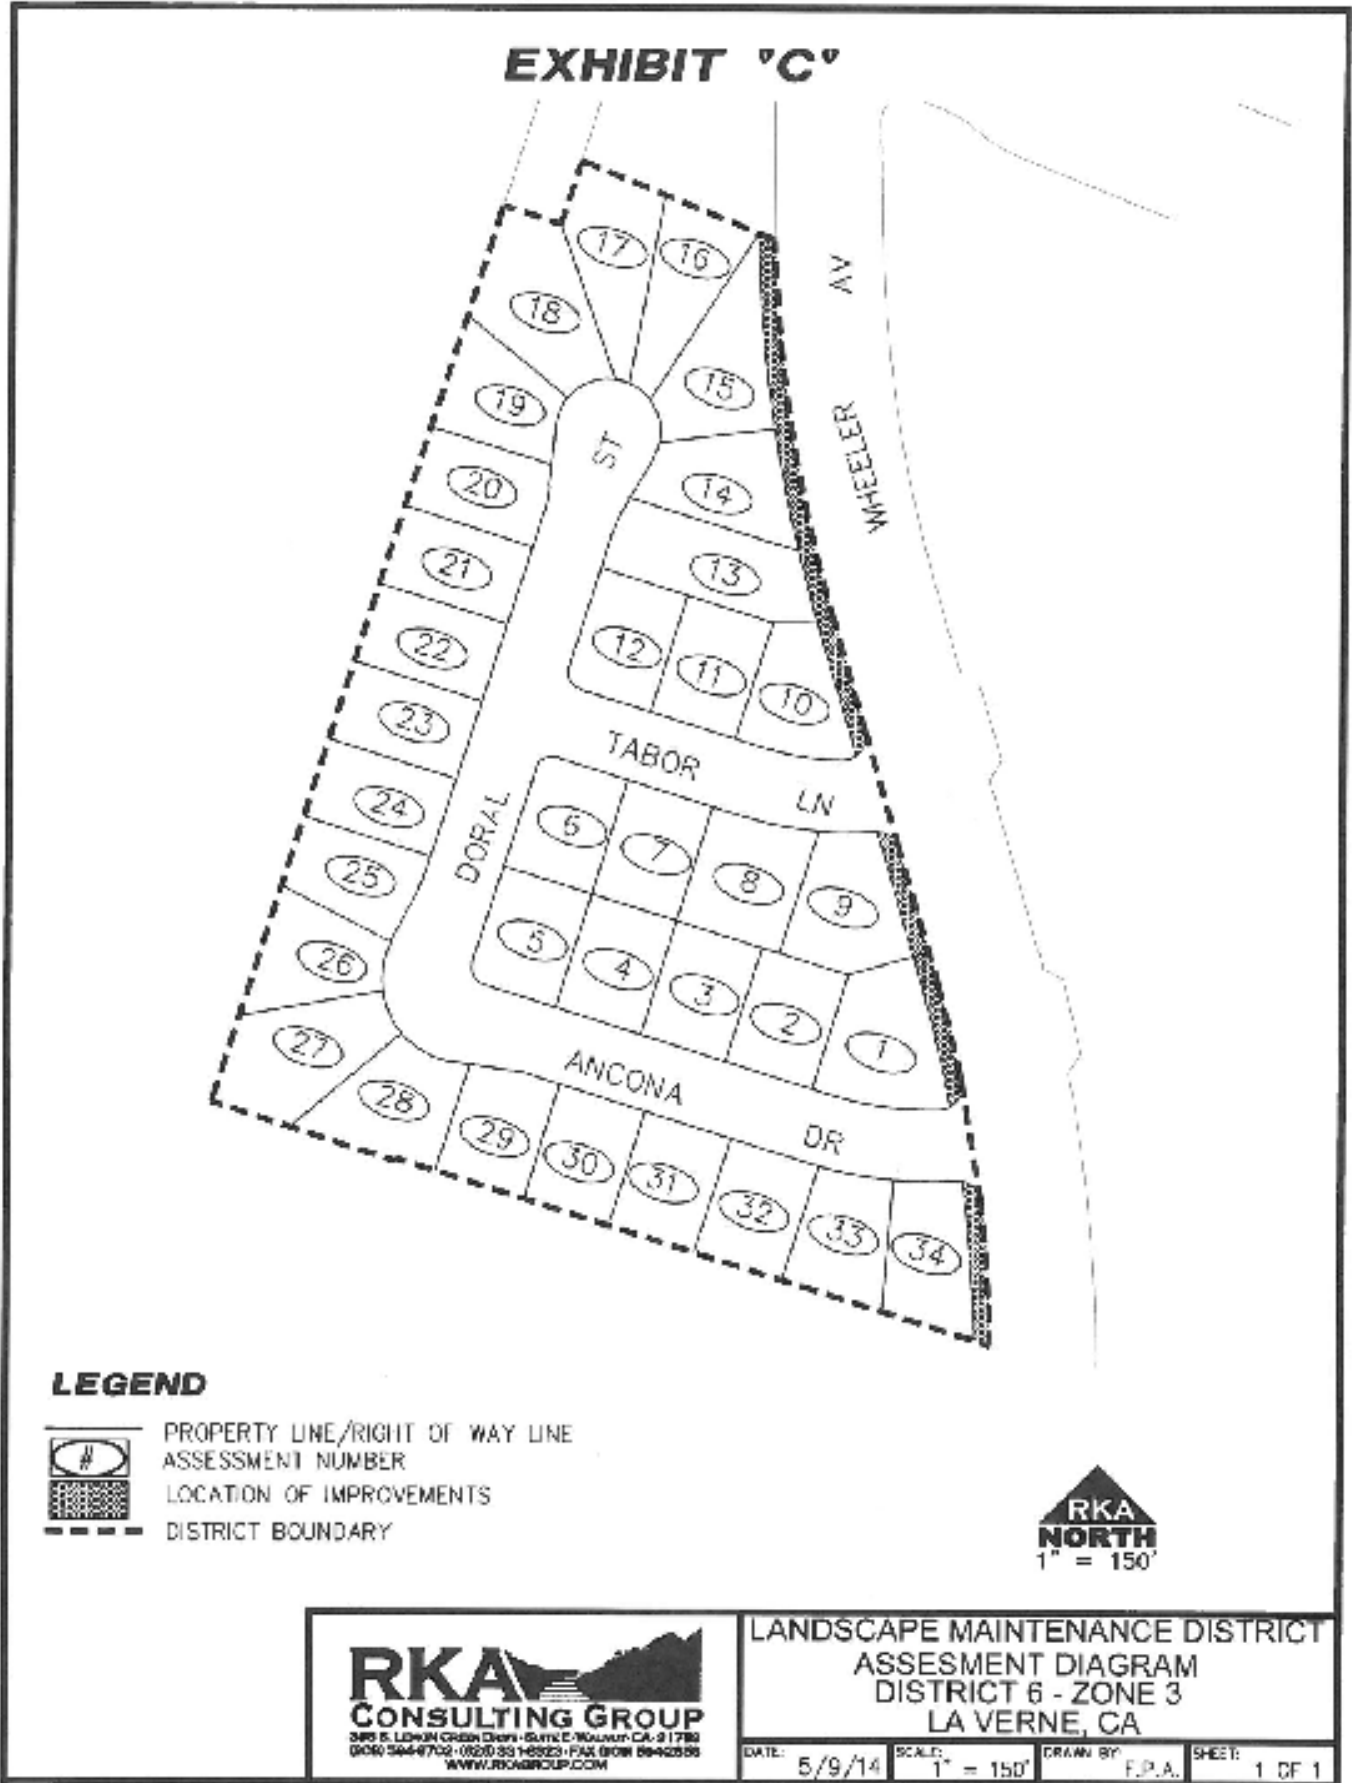 EXHIBIT "C"
17
16
18
15
19
ST
20
14
21
13
22
12
11
10
23
24
25
26
27
28
29
30
31
32
33
34
TABOR LN
DORAL
6
7
8
9
5
4
3
2
1
ANCONA DR
WHEELER AV
LEGEND
PROPERTY LINE/RIGHT OF WAY LINE
# ASSESSMENT NUMBER
LOCATION OF IMPROVEMENTS
DISTRICT BOUNDARY
RKA
NORTH
1" = 150'
RKA
CONSULTING GROUP
WWW.RKAGROUP.COM
LANDSCAPE MAINTENANCE DISTRICT
ASSESMENT DIAGRAM
DISTRICT 6 - ZONE 3
LA VERNE, CA
DATE: 5/9/14 SCALE: 1" = 150' DRAWN BY: F.P.A. SHEET: 1 OF 1